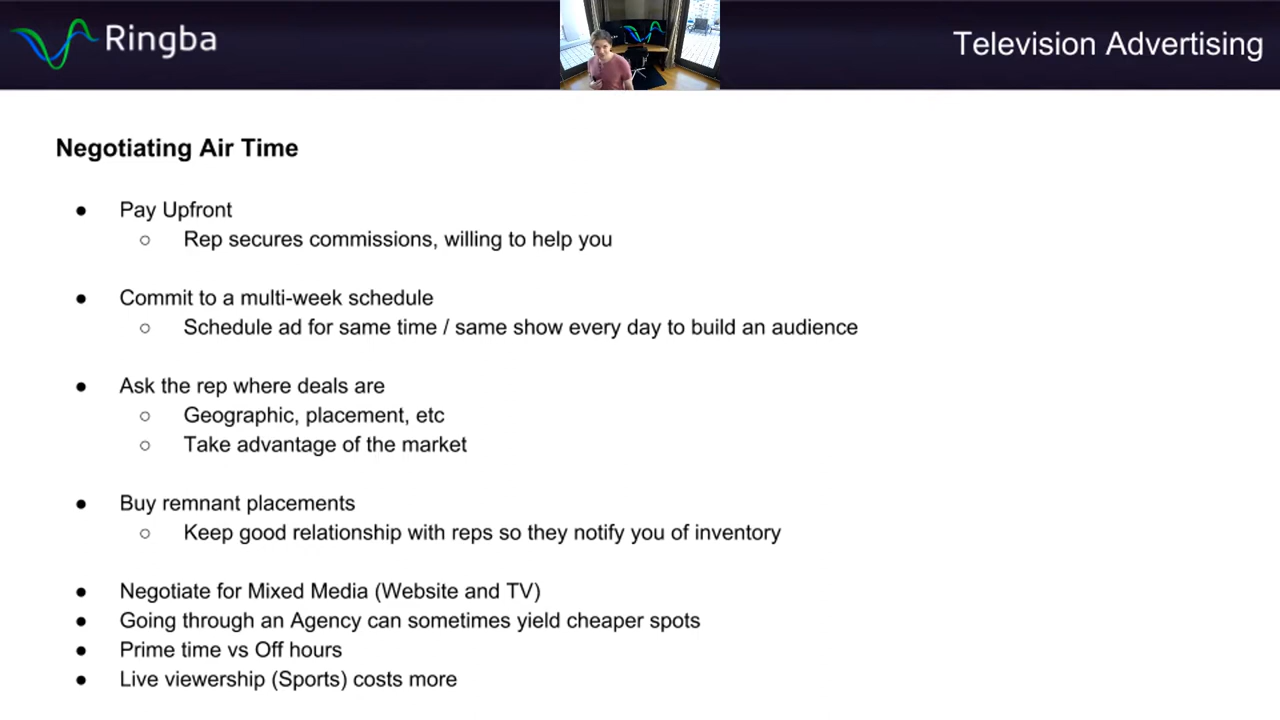 Ringba
Television Advertising
Negotiating Air Time
● Pay Upfront
○ Rep secures commissions, willing to help you
● Commit to a multi-week schedule
○ Schedule ad for same time / same show every day to build an audience
● Ask the rep where deals are
○ Geographic, placement, etc
○ Take advantage of the market
● Buy remnant placements
○ Keep good relationship with reps so they notify you of inventory
● Negotiate for Mixed Media (Website and TV)
● Going through an Agency can sometimes yield cheaper spots
● Prime time vs Off hours
● Live viewership (Sports) costs more